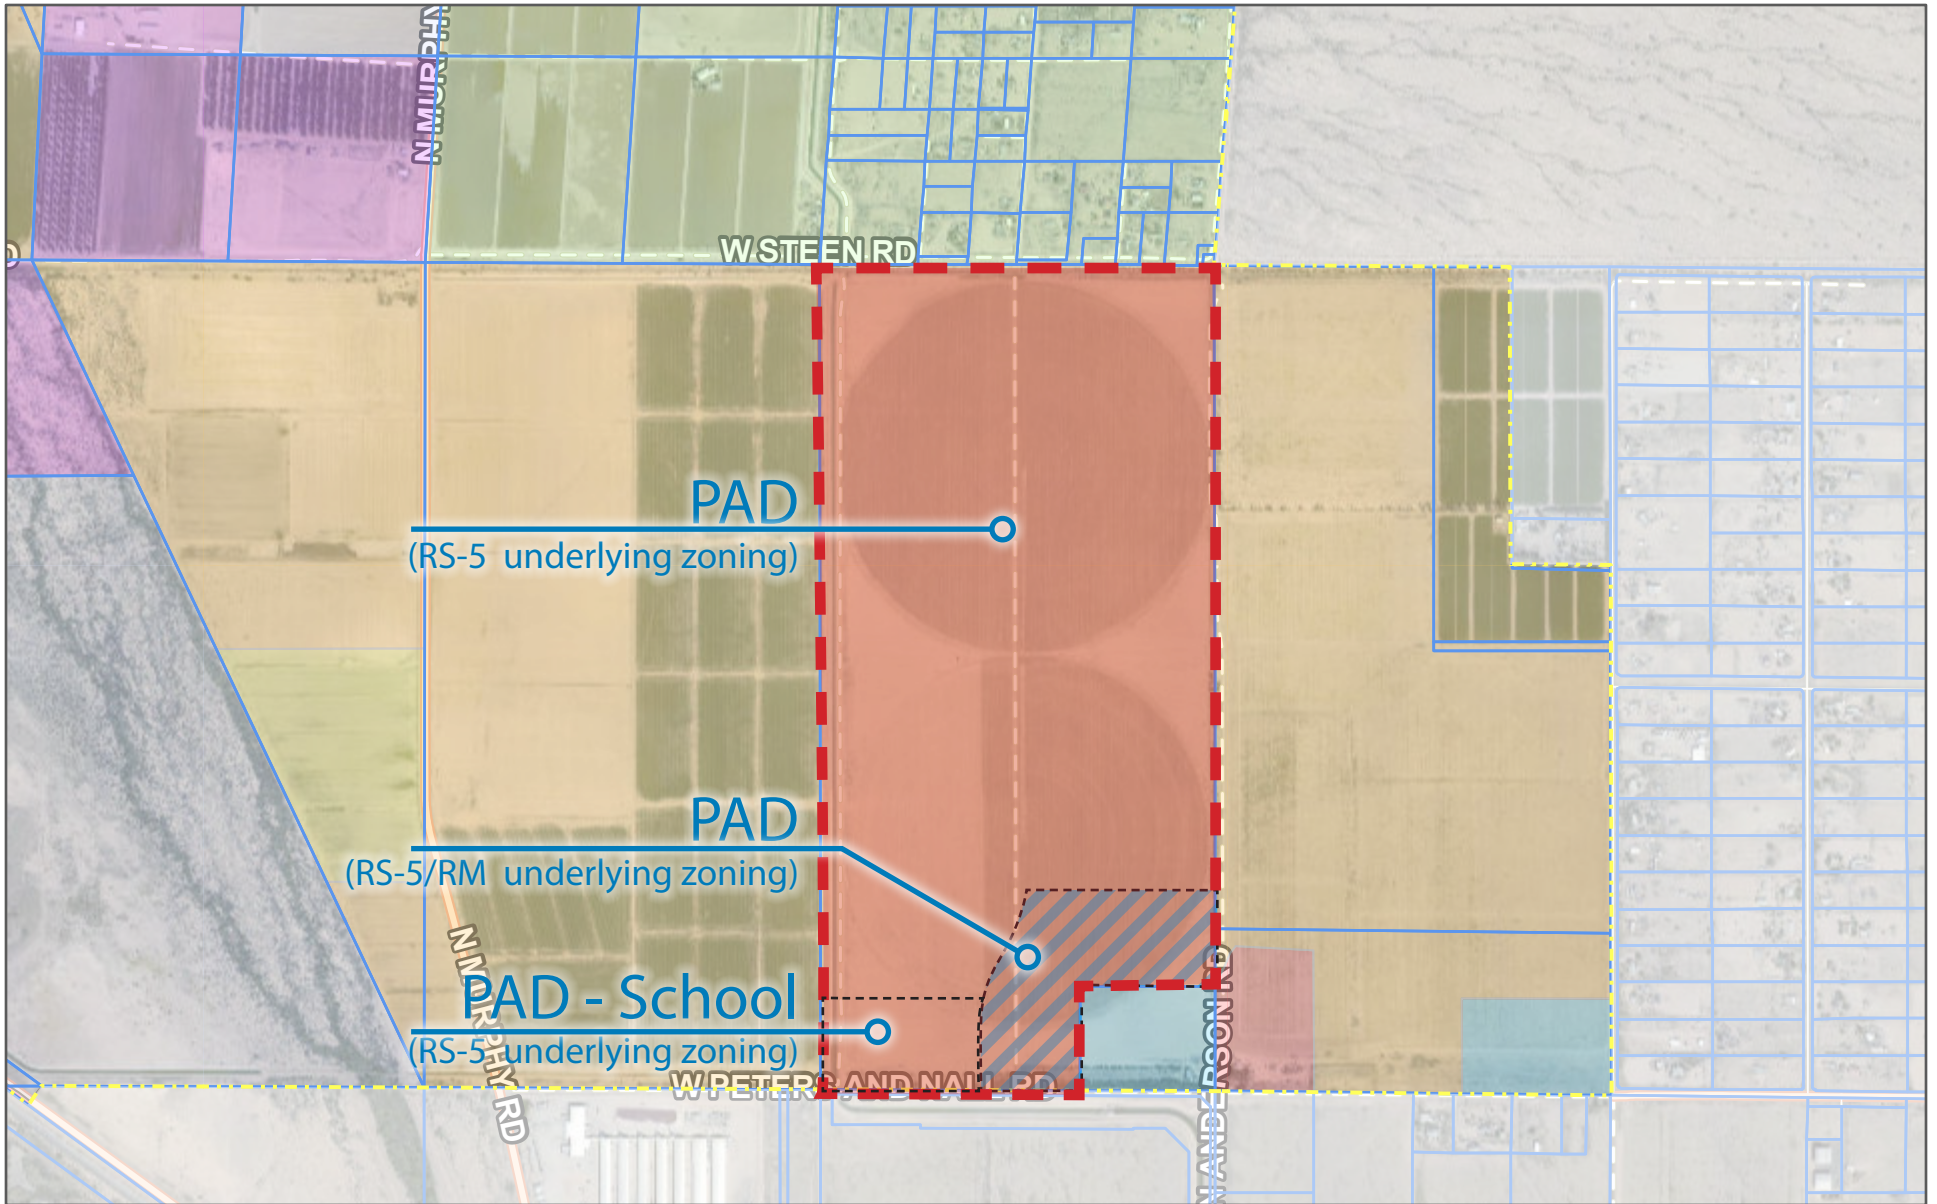 N MURPHY
W STEEN RD
PAD
(RS-5 underlying zoning)
PAD
(RS-5/RM underlying zoning)
PAD - School
(RS-5 underlying zoning)
N MURPHY RD
W PETERS AND NALL RD
N ANDERSON RD